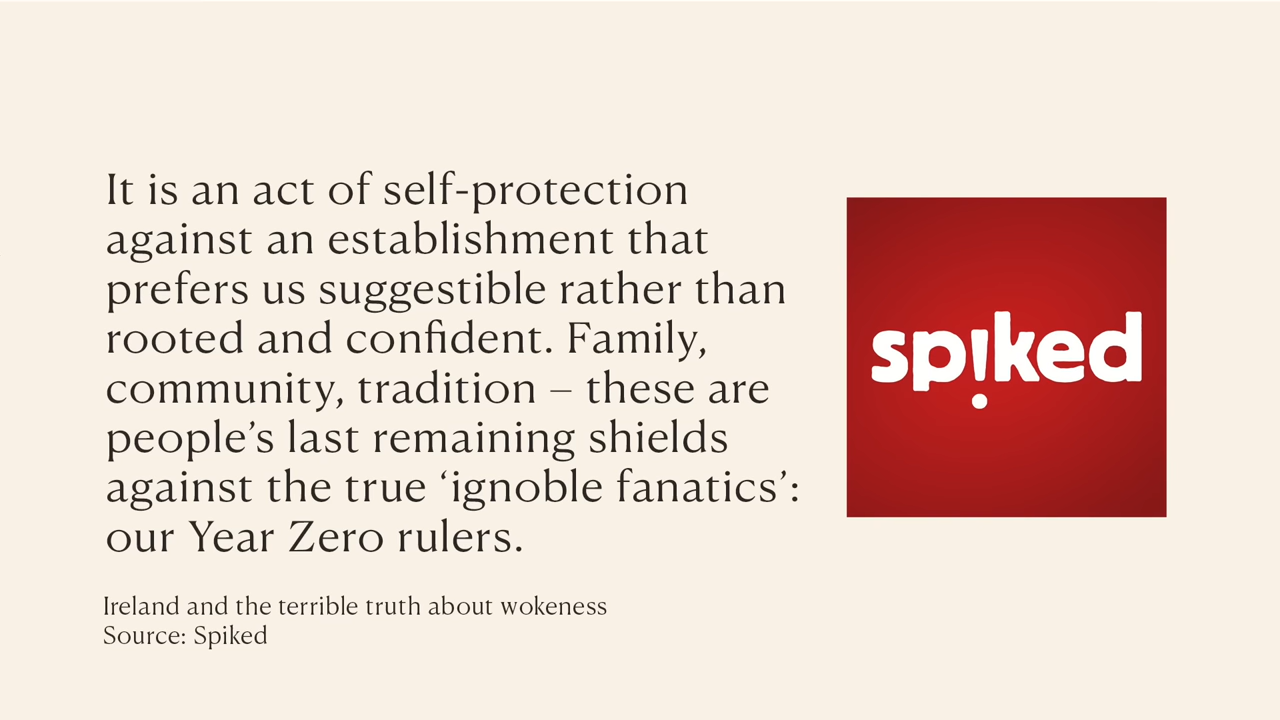 It is an act of self-protection
against an establishment that
prefers us suggestible rather than
rooted and confident. Family,
community, tradition – these are
people’s last remaining shields
against the true ‘ignoble fanatics’:
our Year Zero rulers.
Ireland and the terrible truth about wokeness
Source: Spiked
spiked